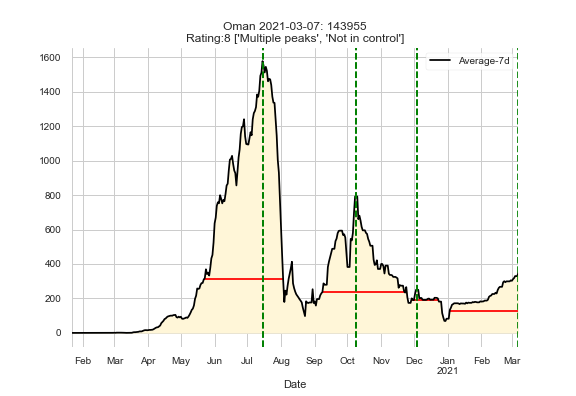 Oman 2021-03-07: 143955
Rating:8 ['Multiple peaks', 'Not in control']
Average-7d
1600
1400
1200
1000
800
600
400
200
0
Feb Mar Apr May Jun Jul Aug Sep Oct Nov Dec Jan Feb Mar
2021
Date